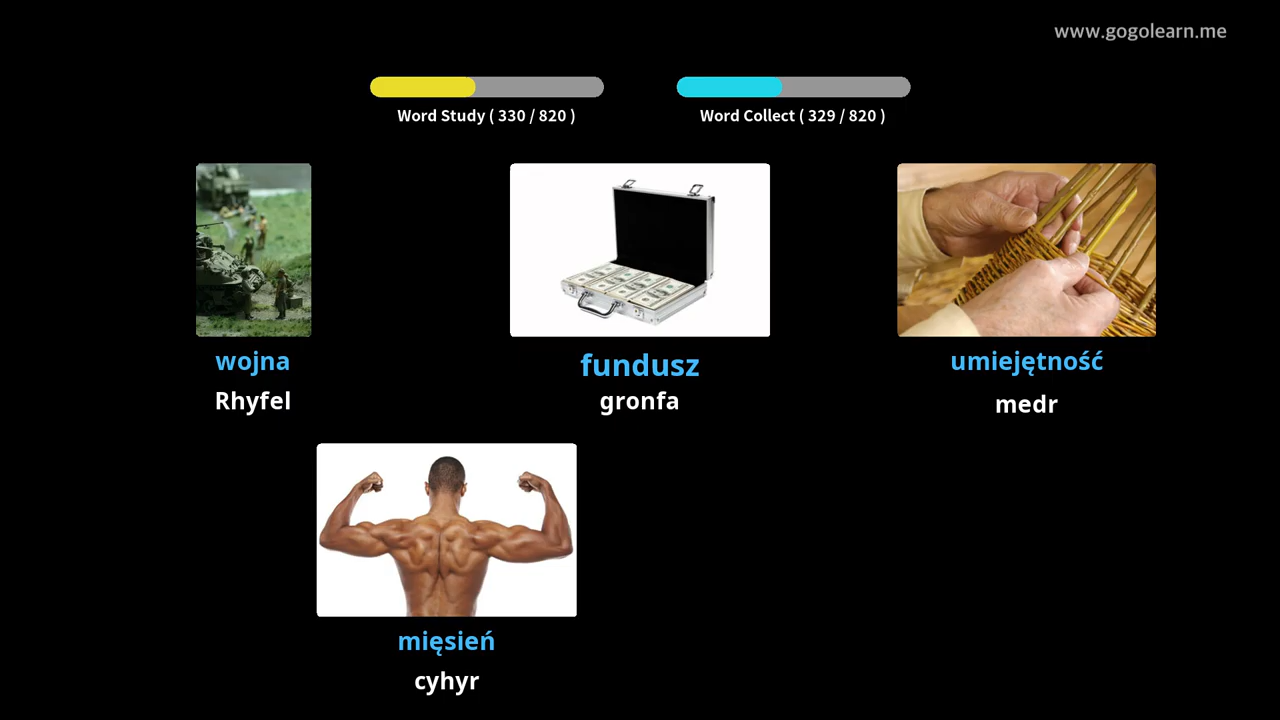 www.gogolearn.me
Word Study ( 330 / 820 )
Word Collect ( 329 / 820 )
wojna
Rhyfel
fundusz
gronfa
umiejętność
medr
mięsień
cyhyr